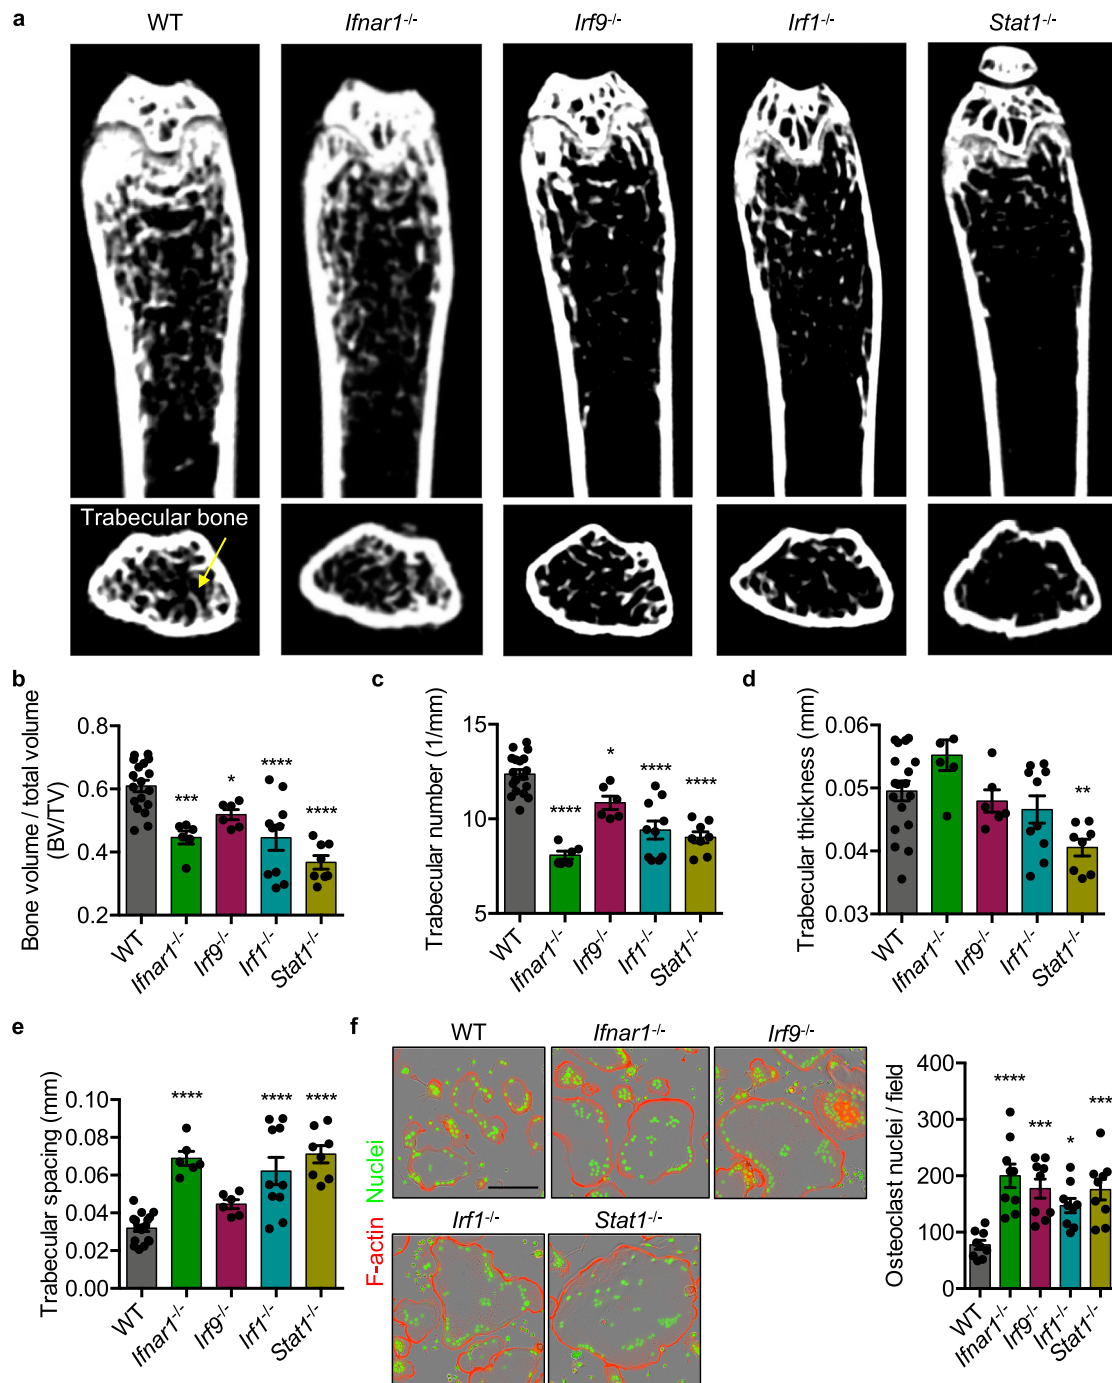 a
WT
Ifnar1-/-
Irf9-/-
Irf1-/-
Stat1-/-
Trabecular bone
b
Bone volume / total volume
(BV/TV)
0.8
0.6
0.4
0.2
***
*
****
****
WT
Ifnar1-/-
Irf9-/-
Irf1-/-
Stat1-/-
c
Trabecular number (1/mm)
15
10
5
****
*
****
****
WT
Ifnar1-/-
Irf9-/-
Irf1-/-
Stat1-/-
d
Trabecular thickness (mm)
0.06
0.05
0.04
0.03
**
WT
Ifnar1-/-
Irf9-/-
Irf1-/-
Stat1-/-
e
Trabecular spacing (mm)
0.10
0.08
0.06
0.04
0.02
0.00
****
****
****
WT
Ifnar1-/-
Irf9-/-
Irf1-/-
Stat1-/-
f
WT
Ifnar1-/-
Irf9-/-
Irf1-/-
Stat1-/-
F-actin Nuclei
Osteoclast nuclei / field
400
300
200
100
0
****
***
*
***
WT
Ifnar1-/-
Irf9-/-
Irf1-/-
Stat1-/-